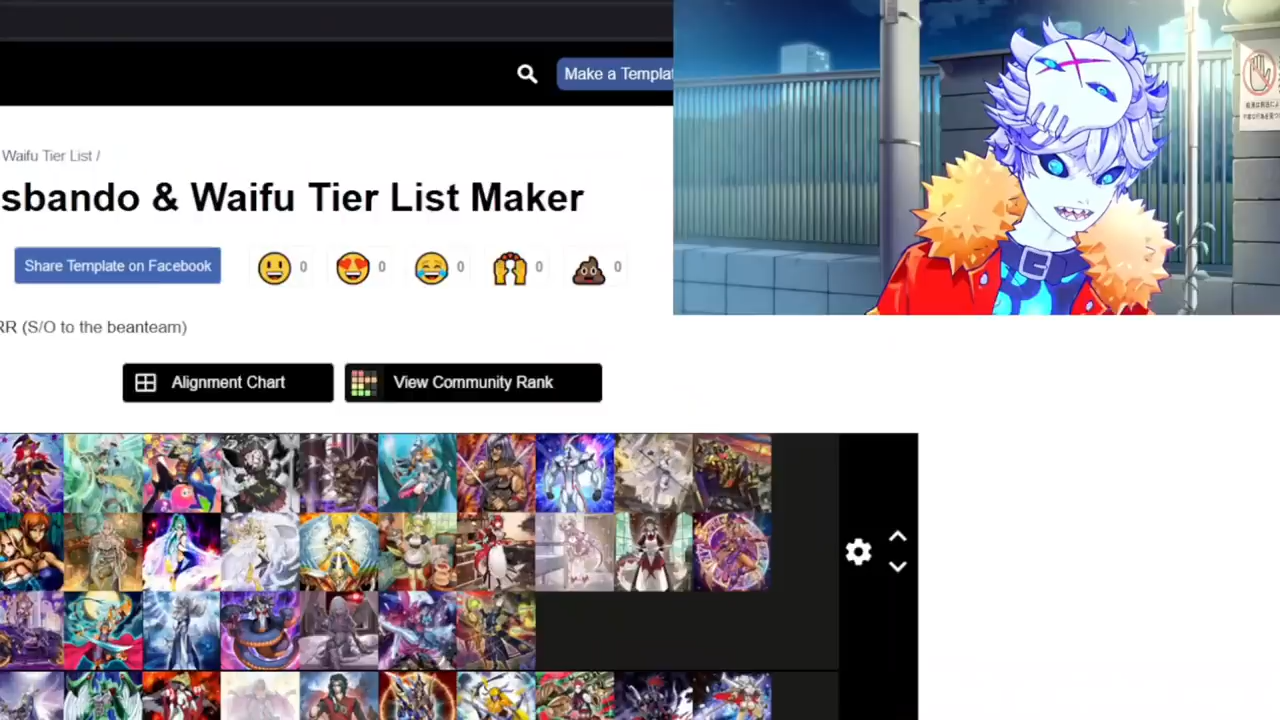 Make a Templa
Waifu Tier List /
sbando & Waifu Tier List Maker
Share Template on Facebook
0
0
0
0
0
RR (S/O to the beanteam)
Alignment Chart
View Community Rank